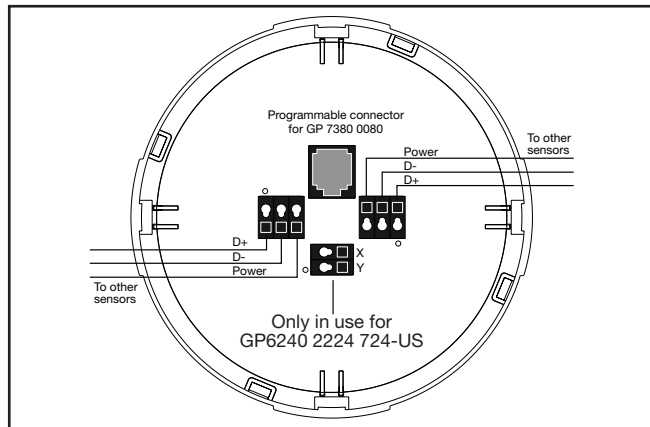 Programmable connector
for GP 7380 0080
To other
sensors
Power
D-
D+
D+
D-
Power
To other
sensors
X
Y
Only in use for
GP6240 2224 724-US